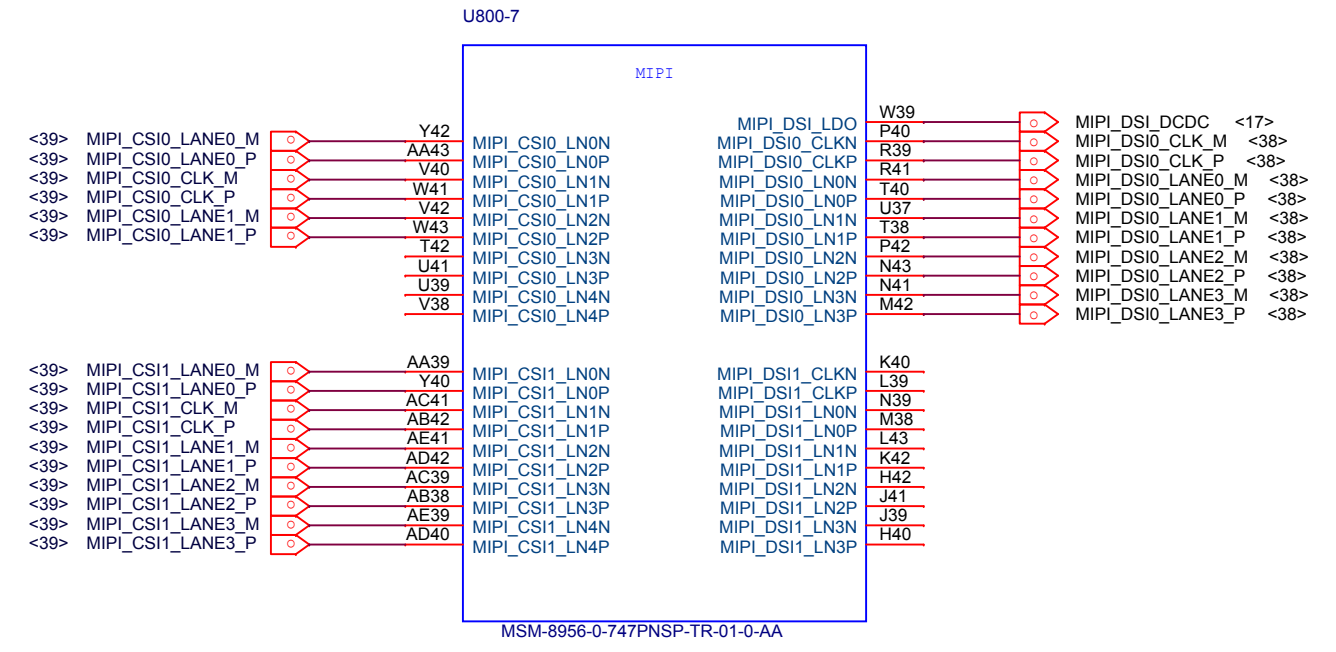 U800-7
MIPI
<39> MIPI_CSI0_LANE0_M Y42 MIPI_CSI0_LN0N
<39> MIPI_CSI0_LANE0_P AA43 MIPI_CSI0_LN0P
<39> MIPI_CSI0_CLK_M V40 MIPI_CSI0_LN1N
<39> MIPI_CSI0_CLK_P W41 MIPI_CSI0_LN1P
<39> MIPI_CSI0_LANE1_M V42 MIPI_CSI0_LN2N
<39> MIPI_CSI0_LANE1_P W43 MIPI_CSI0_LN2P
T42 MIPI_CSI0_LN3N
U41 MIPI_CSI0_LN3P
U39 MIPI_CSI0_LN4N
V38 MIPI_CSI0_LN4P
<39> MIPI_CSI1_LANE0_M AA39 MIPI_CSI1_LN0N
<39> MIPI_CSI1_LANE0_P Y40 MIPI_CSI1_LN0P
<39> MIPI_CSI1_CLK_M AC41 MIPI_CSI1_LN1N
<39> MIPI_CSI1_CLK_P AB42 MIPI_CSI1_LN1P
<39> MIPI_CSI1_LANE1_M AE41 MIPI_CSI1_LN2N
<39> MIPI_CSI1_LANE1_P AD42 MIPI_CSI1_LN2P
<39> MIPI_CSI1_LANE2_M AC39 MIPI_CSI1_LN3N
<39> MIPI_CSI1_LANE2_P AB38 MIPI_CSI1_LN3P
<39> MIPI_CSI1_LANE3_M AE39 MIPI_CSI1_LN4N
<39> MIPI_CSI1_LANE3_P AD40 MIPI_CSI1_LN4P
MIPI_DSI_LDO W39 MIPI_DSI_DCDC <17>
MIPI_DSI0_CLKN P40 MIPI_DSI0_CLK_M <38>
MIPI_DSI0_CLKP R39 MIPI_DSI0_CLK_P <38>
MIPI_DSI0_LN0N R41 MIPI_DSI0_LANE0_M <38>
MIPI_DSI0_LN0P T40 MIPI_DSI0_LANE0_P <38>
MIPI_DSI0_LN1N U37 MIPI_DSI0_LANE1_M <38>
MIPI_DSI0_LN1P T38 MIPI_DSI0_LANE1_P <38>
MIPI_DSI0_LN2N P42 MIPI_DSI0_LANE2_M <38>
MIPI_DSI0_LN2P N43 MIPI_DSI0_LANE2_P <38>
MIPI_DSI0_LN3N N41 MIPI_DSI0_LANE3_M <38>
MIPI_DSI0_LN3P M42 MIPI_DSI0_LANE3_P <38>
MIPI_DSI1_CLKN K40
MIPI_DSI1_CLKP L39
MIPI_DSI1_LN0N N39
MIPI_DSI1_LN0P M38
MIPI_DSI1_LN1N L43
MIPI_DSI1_LN1P K42
MIPI_DSI1_LN2N H42
MIPI_DSI1_LN2P J41
MIPI_DSI1_LN3N J39
MIPI_DSI1_LN3P H40
MSM-8956-0-747PNSP-TR-01-0-AA